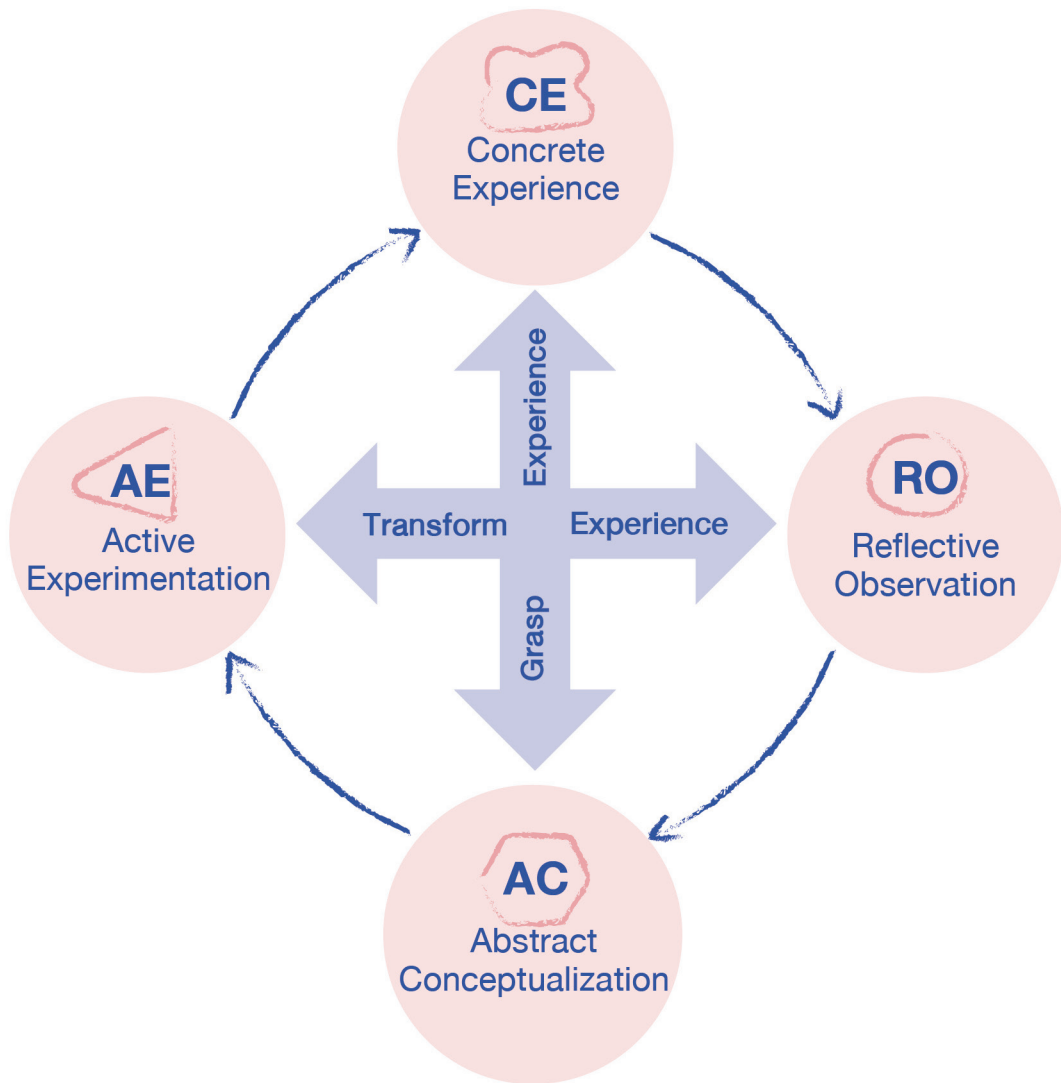 CE
Concrete
Experience
Experience
AE
Active
Experimentation
Transform Experience
RO
Reflective
Observation
Grasp
AC
Abstract
Conceptualization